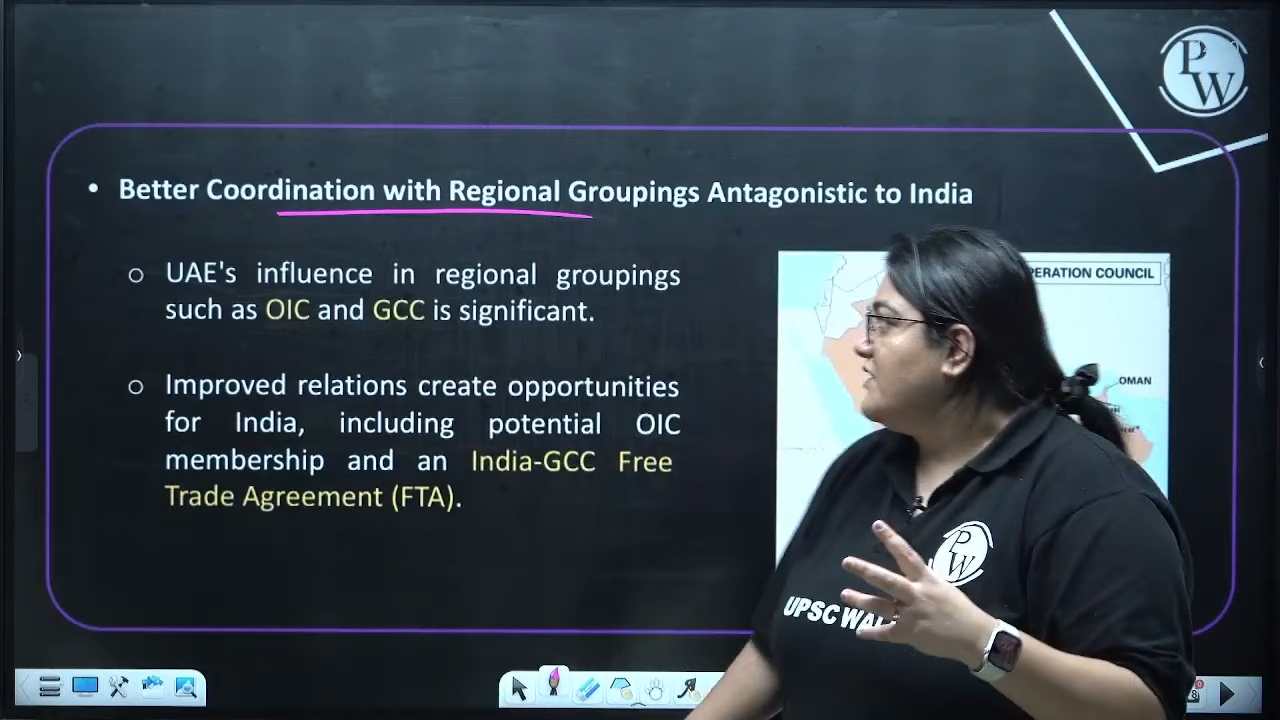 PW
• Better Coordination with Regional Groupings Antagonistic to India
PERATION COUNCIL
o UAE's influence in regional groupings
such as OIC and GCC is significant.
OMAN
o Improved relations create opportunities
for India, including potential OIC
membership and an India-GCC Free
Trade Agreement (FTA).
PW
UPSC WAL